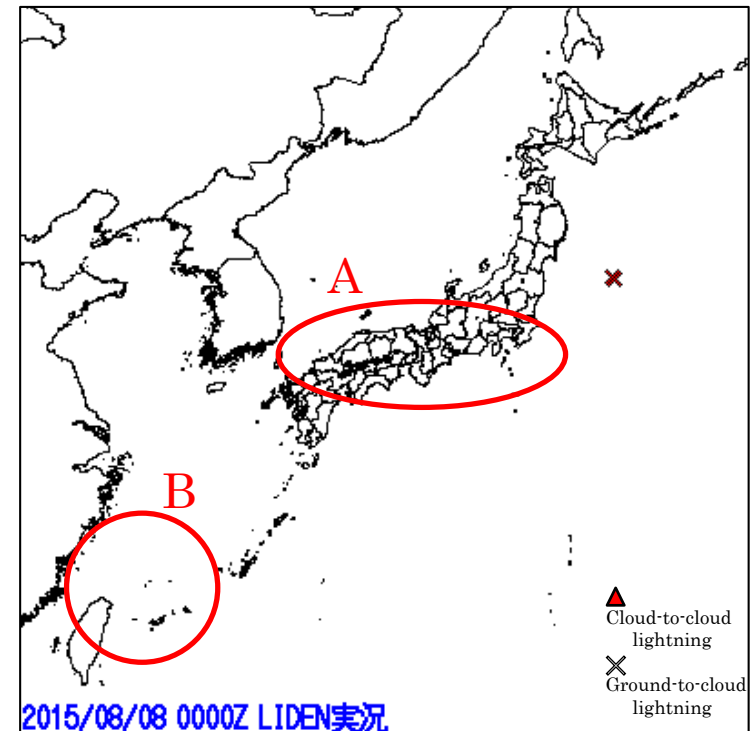 A
B
Cloud-to-cloud
lightning
Ground-to-cloud
lightning
2015/08/08 0000Z LIDEN実況